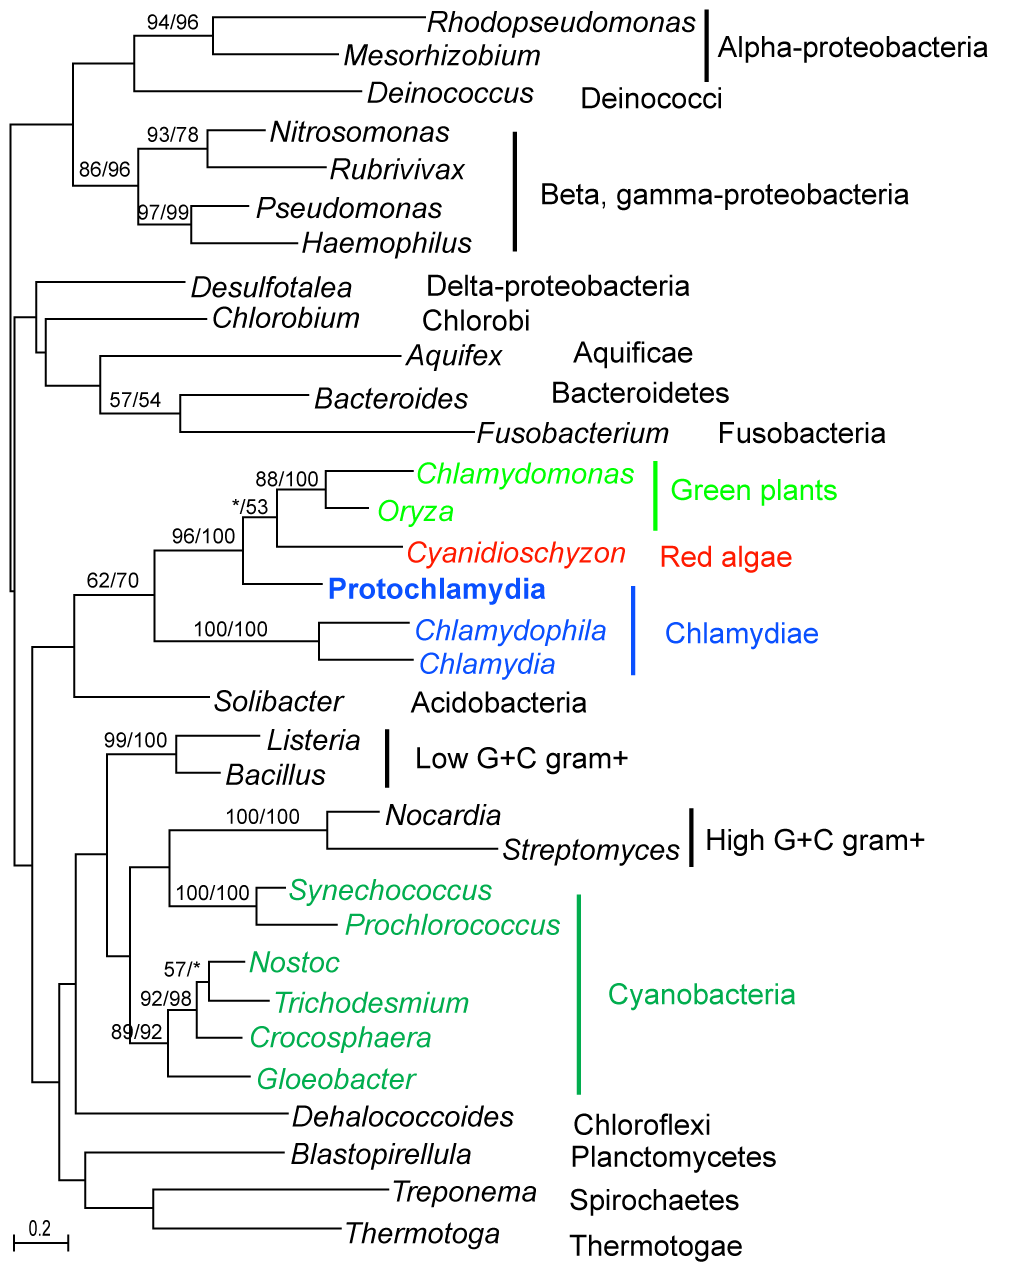 94/96
Rhodopseudomonas
Mesorhizobium
Alpha-proteobacteria
Deinococcus Deinococci
93/78
Nitrosomonas
86/96
Rubrivivax
Beta, gamma-proteobacteria
97/99
Pseudomonas
Haemophilus
Desulfotalea Delta-proteobacteria
Chlorobium Chlorobi
Aquifex Aquificae
57/54
Bacteroides Bacteroidetes
Fusobacterium Fusobacteria
88/100
Chlamydomonas
Green plants
*/53
Oryza
96/100
Cyanidioschyzon Red algae
62/70
Protochlamydia
100/100
Chlamydophila Chlamydiae
Chlamydia
Solibacter Acidobacteria
99/100
Listeria
Low G+C gram+
Bacillus
100/100
Nocardia
High G+C gram+
Streptomyces
100/100
Synechococcus
Prochlorococcus
57/*
Nostoc
92/98
Trichodesmium
Cyanobacteria
89/92
Crocosphaera
Gloeobacter
Dehalococcoides Chloroflexi
Blastopirellula Planctomycetes
Treponema Spirochaetes
0.2
Thermotoga Thermotogae